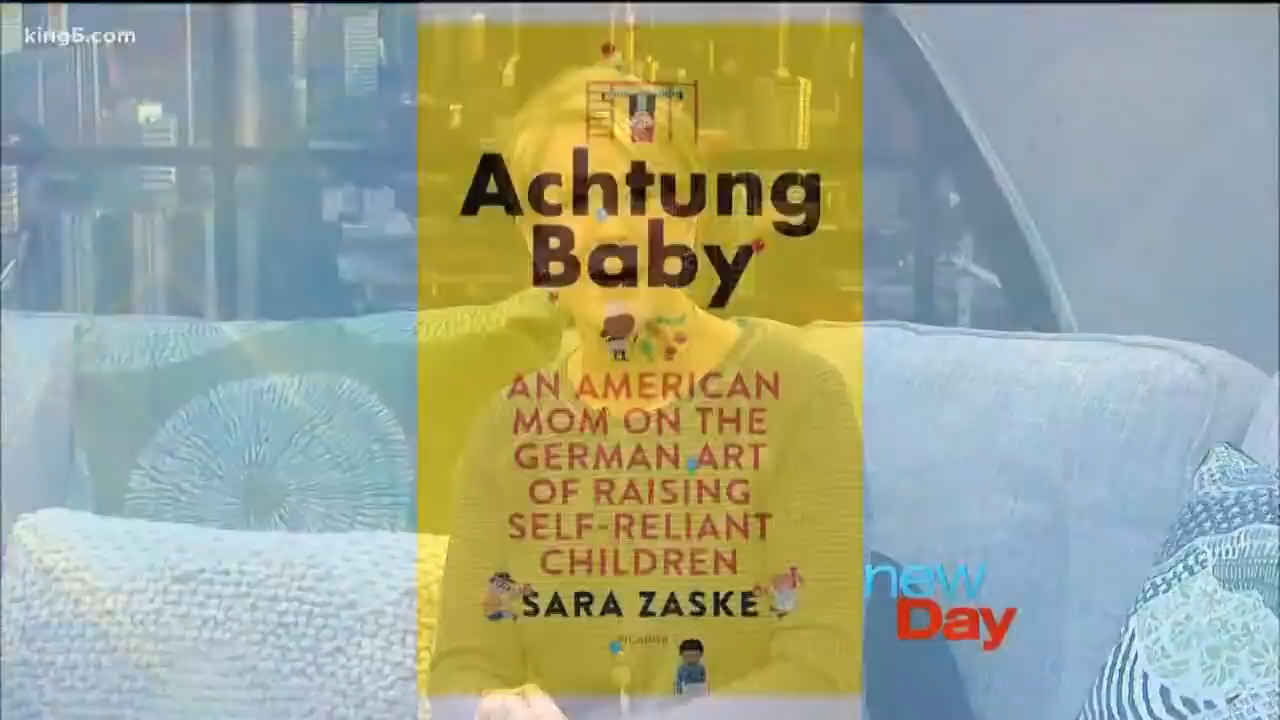 king5.com
Achtung
Baby
AN AMERICAN
MOM ON THE
GERMAN ART
OF RAISING
SELF-RELIANT
CHILDREN
SARA ZASKE
PICADOR
new
Day